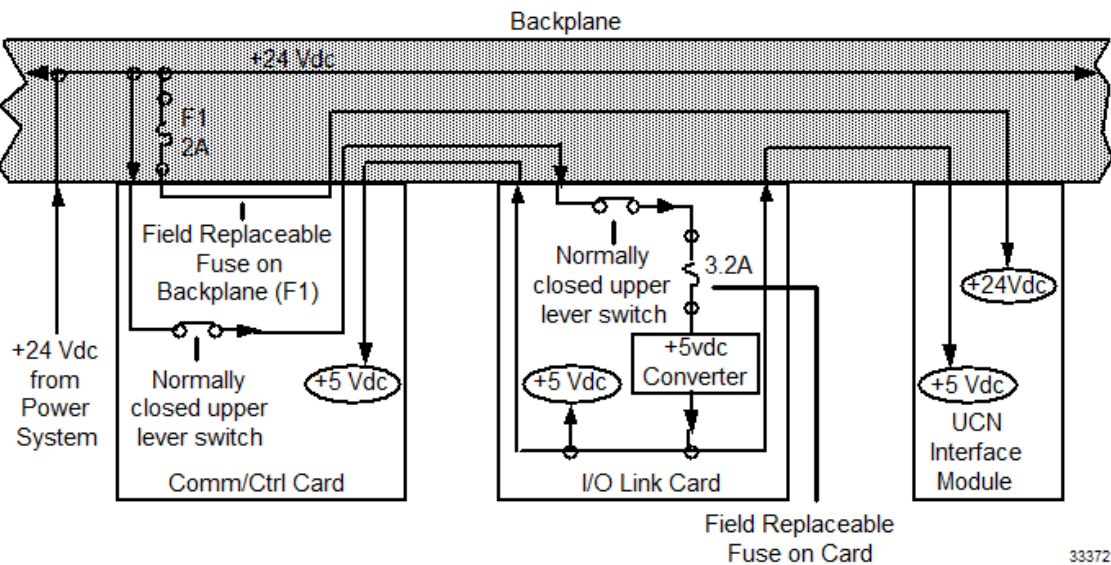 Backplane
+24 Vdc
F1
2A
Field Replaceable
Fuse on
Backplane (F1)
+24 Vdc
from
Power
System
Normally
closed upper
lever switch
+5 Vdc
Comm/Ctrl Card
Normally
closed upper
lever switch
3.2A
+5vdc
Converter
+5 Vdc
I/O Link Card
+24Vdc
+5 Vdc
UCN
Interface
Module
Field Replaceable
Fuse on Card
33372